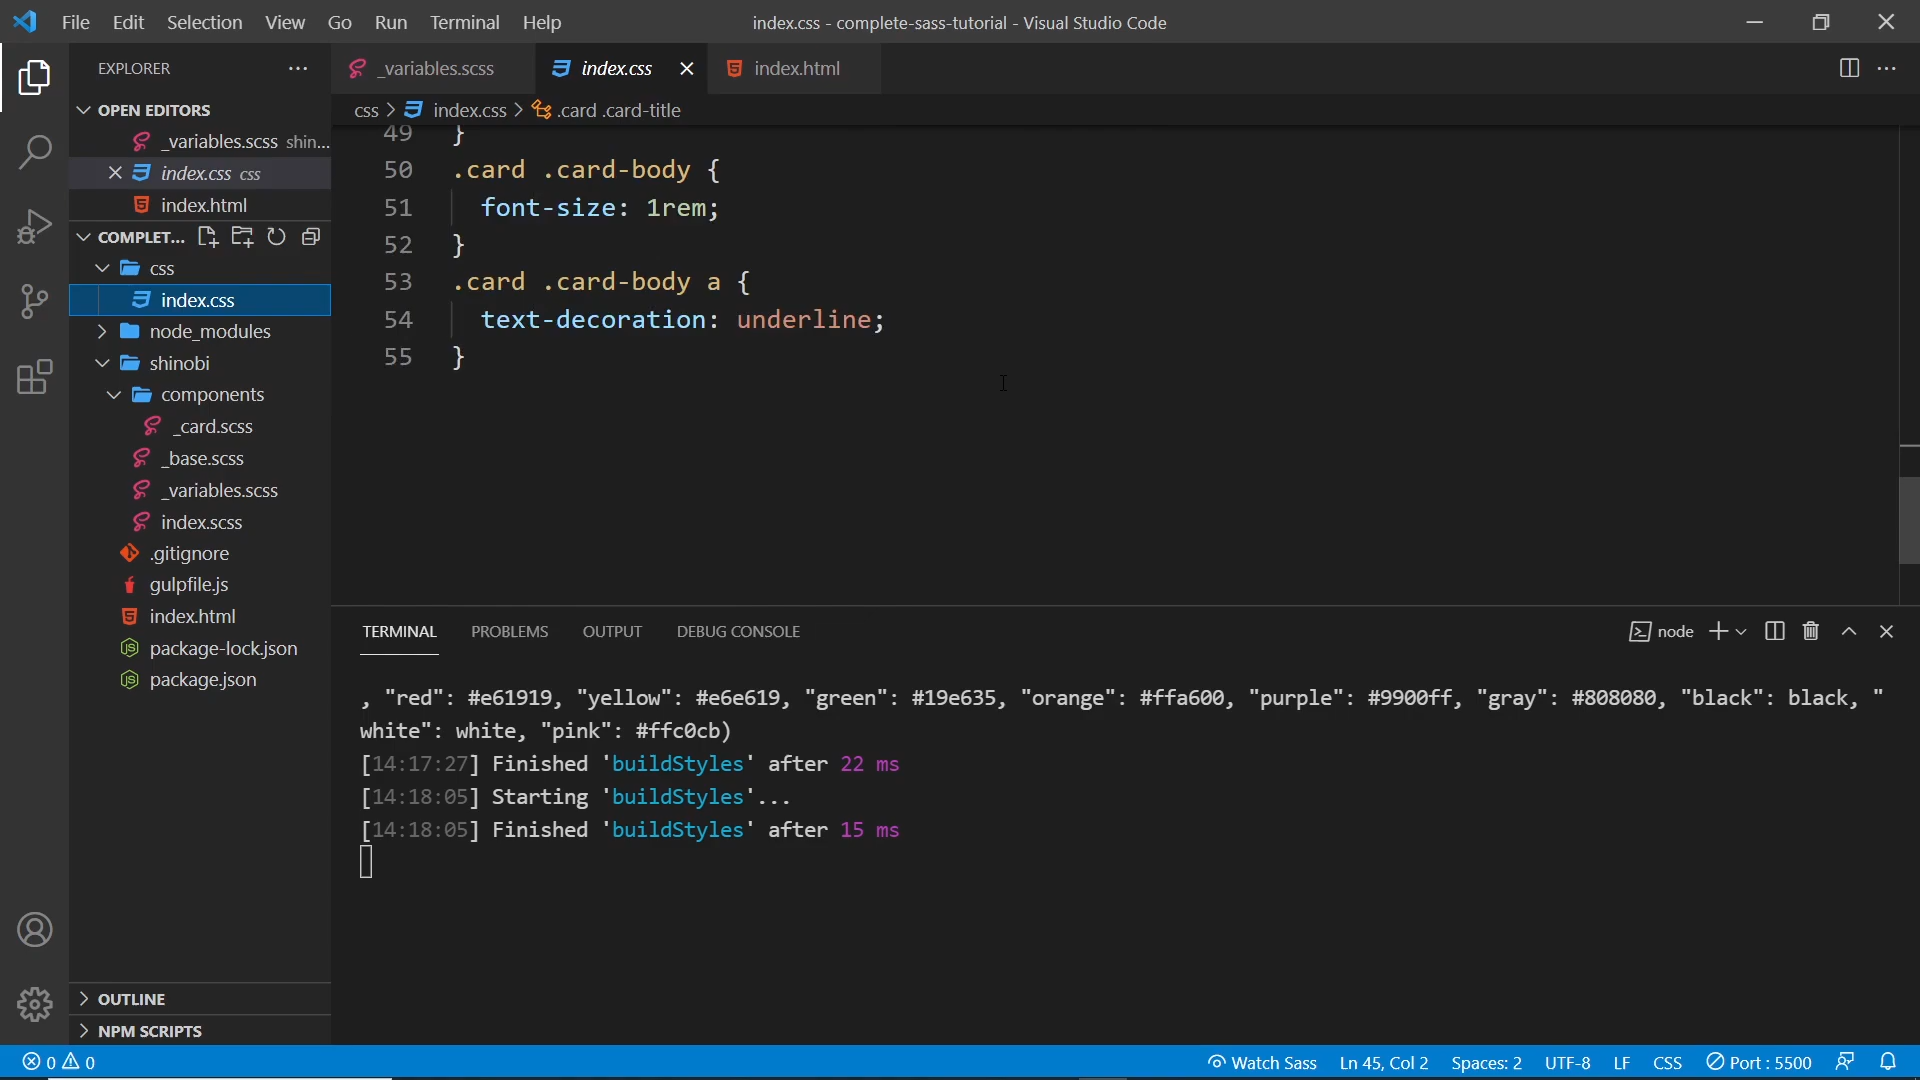 File Edit Selection View Go Run Terminal Help
index.css - complete-sass-tutorial - Visual Studio Code
EXPLORER
_variables.scss
index.css
index.html
OPEN EDITORS
_variables.scss shin...
index.css css
index.html
COMPLET...
css
index.css
node_modules
shinobi
components
_card.scss
_base.scss
_variables.scss
index.scss
.gitignore
gulpfile.js
index.html
package-lock.json
package.json
OUTLINE
NPM SCRIPTS
css > index.css > .card .card-title
49 }
50 .card .card-body {
51 font-size: 1rem;
52 }
53 .card .card-body a {
54 text-decoration: underline;
55 }
TERMINAL PROBLEMS OUTPUT DEBUG CONSOLE
node
, "red": #e61919, "yellow": #e6e619, "green": #19e635, "orange": #ffa600, "purple": #9900ff, "gray": #808080, "black": black, "
white": white, "pink": #ffc0cb)
[14:17:27] Finished 'buildStyles' after 22 ms
[14:18:05] Starting 'buildStyles'...
[14:18:05] Finished 'buildStyles' after 15 ms
0 0
Watch Sass Ln 45, Col 2 Spaces: 2 UTF-8 LF CSS Port : 5500